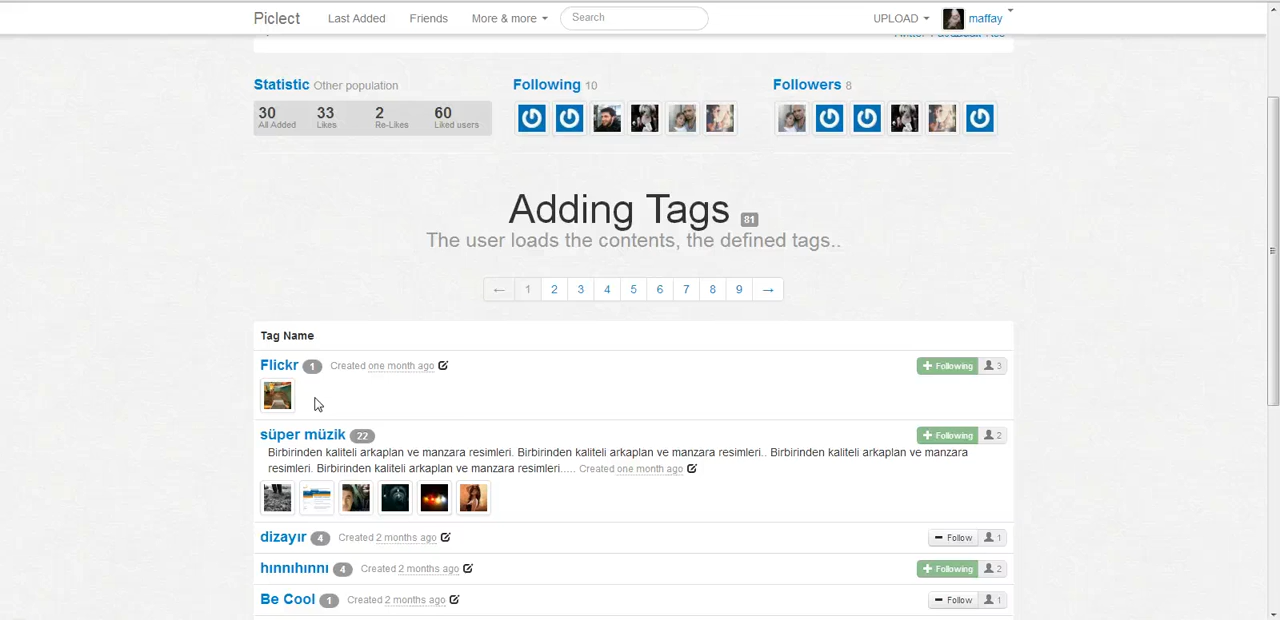 Piclect Last Added Friends More & more Search UPLOAD maffay
Statistic Other population
30 33 2 60
All Added Likes Re-Likes Liked users
Following 10
Followers 8
Adding Tags 81
The user loads the contents, the defined tags..
← 1 2 3 4 5 6 7 8 9 →
Tag Name
Flickr 1 Created one month ago + Following 3
süper müzik 22 + Following 2
Birbirinden kaliteli arkaplan ve manzara resimleri. Birbirinden kaliteli arkaplan ve manzara resimleri.. Birbirinden kaliteli arkaplan ve manzara
resimleri. Birbirinden kaliteli arkaplan ve manzara resimleri..... Created one month ago
dizayır 4 Created 2 months ago - Follow 1
hınnıhınnı 4 Created 2 months ago + Following 2
Be Cool 1 Created 2 months ago - Follow 1